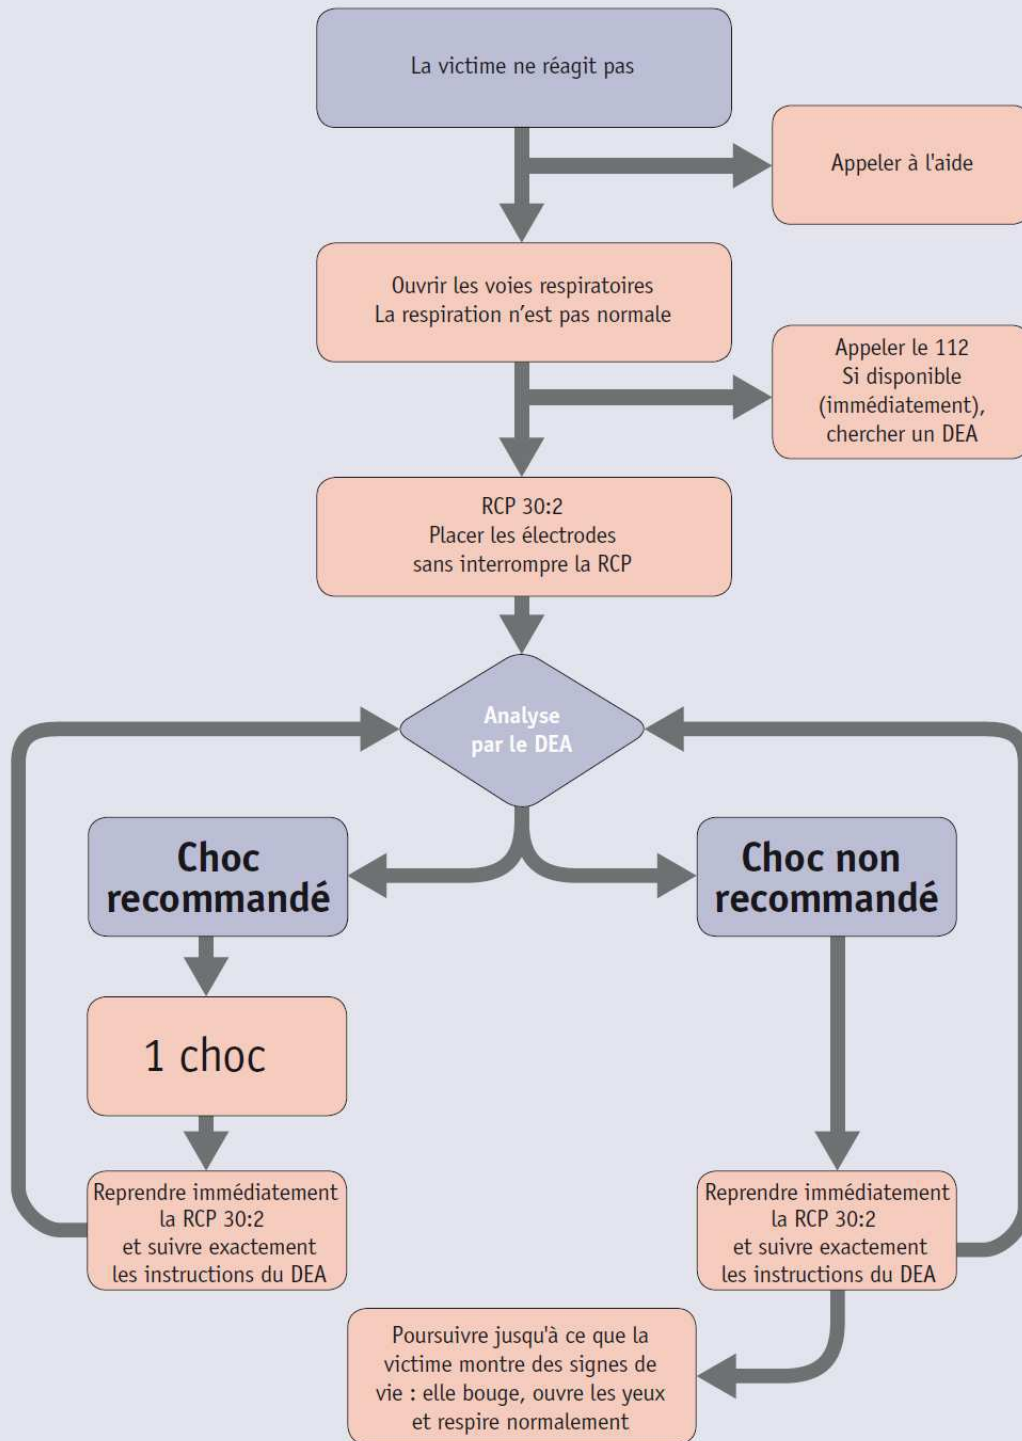 La victime ne réagit pas
Appeler à l'aide
Ouvrir les voies respiratoires
La respiration n’est pas normale
Appeler le 112
Si disponible
(immédiatement),
chercher un DEA
RCP 30:2
Placer les électrodes
sans interrompre la RCP
Analyse
par le DEA
Choc
recommandé
Choc non
recommandé
1 choc
Reprendre immédiatement
la RCP 30:2
et suivre exactement
les instructions du DEA
Reprendre immédiatement
la RCP 30:2
et suivre exactement
les instructions du DEA
Poursuivre jusqu'à ce que la
victime montre des signes de
vie : elle bouge, ouvre les yeux
et respire normalement